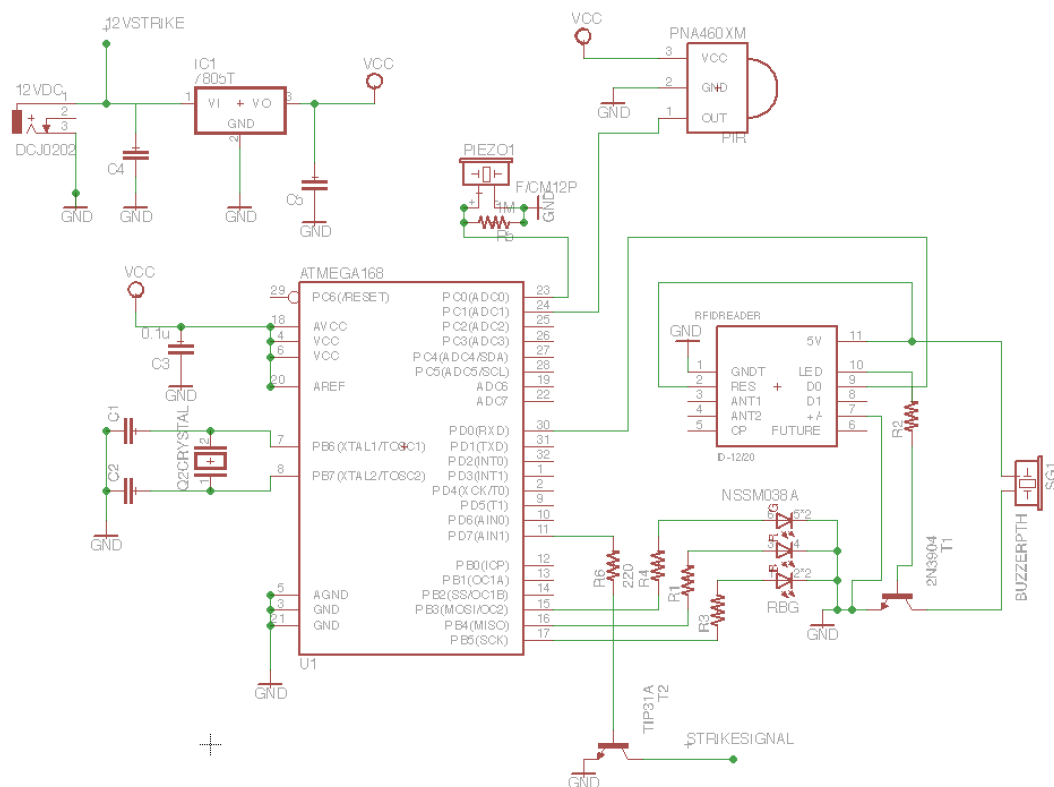 12VSTRIKE
IC1
7805T
VCC
12VDC
1
2
3
DCJ0202
1
VI
VO
3
GND
2
C4
C5
GND
GND
GND
GND
VCC
PNA460XM
3
VCC
2
GND
1
OUT
GND
PIR
PIEZO1
F/CM12P
1M
R5
GND
VCC
0.1u
C3
GND
C1
C2
Q2CRYSTAL
2
1
GND
ATMEGA168
29 PC6(/RESET)
18 AVCC
4 VCC
6 VCC
20 AREF
7 PB6(XTAL1/TOSC1)
8 PB7(XTAL2/TOSC2)
5 AGND
3 GND
21 GND
GND
U1
PC0(ADC0) 23
PC1(ADC1) 24
PC2(ADC2) 25
PC3(ADC3) 26
PC4(ADC4/SDA) 27
PC5(ADC5/SCL) 28
ADC6 19
ADC7 22
PD0(RXD) 30
PD1(TXD) 31
PD2(INT0) 32
PD3(INT1) 1
PD4(XCK/T0) 2
PD5(T1) 9
PD6(AIN0) 10
PD7(AIN1) 11
PB0(ICP) 12
PB1(OC1A) 13
PB2(SS/OC1B) 14
PB3(MOSI/OC2) 15
PB4(MISO) 16
PB5(SCK) 17
RFIDREADER
GND
1 GNDT
2 RES
3 ANT1
4 ANT2
5 CP
5V 11
LED 10
D0 9
D1 8
+/- 7
FUTURE 6
ID-12/20
R2
SG1
BUZZERPTH
2N3904
T1
NSSM038A
G
R
4
RBG
GND
R6
220
R4
R1
R3
TIP31A
T2
GND
STRIKESIGNAL